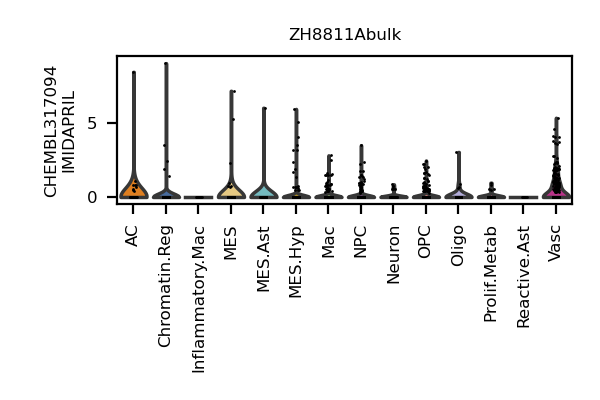 ZH8811Abulk
CHEMBL317094
IMIDAPRIL
5
0
AC
Chromatin.Reg
Inflammatory.Mac
MES
MES.Ast
MES.Hyp
Mac
NPC
Neuron
OPC
Oligo
Prolif.Metab
Reactive.Ast
Vasc